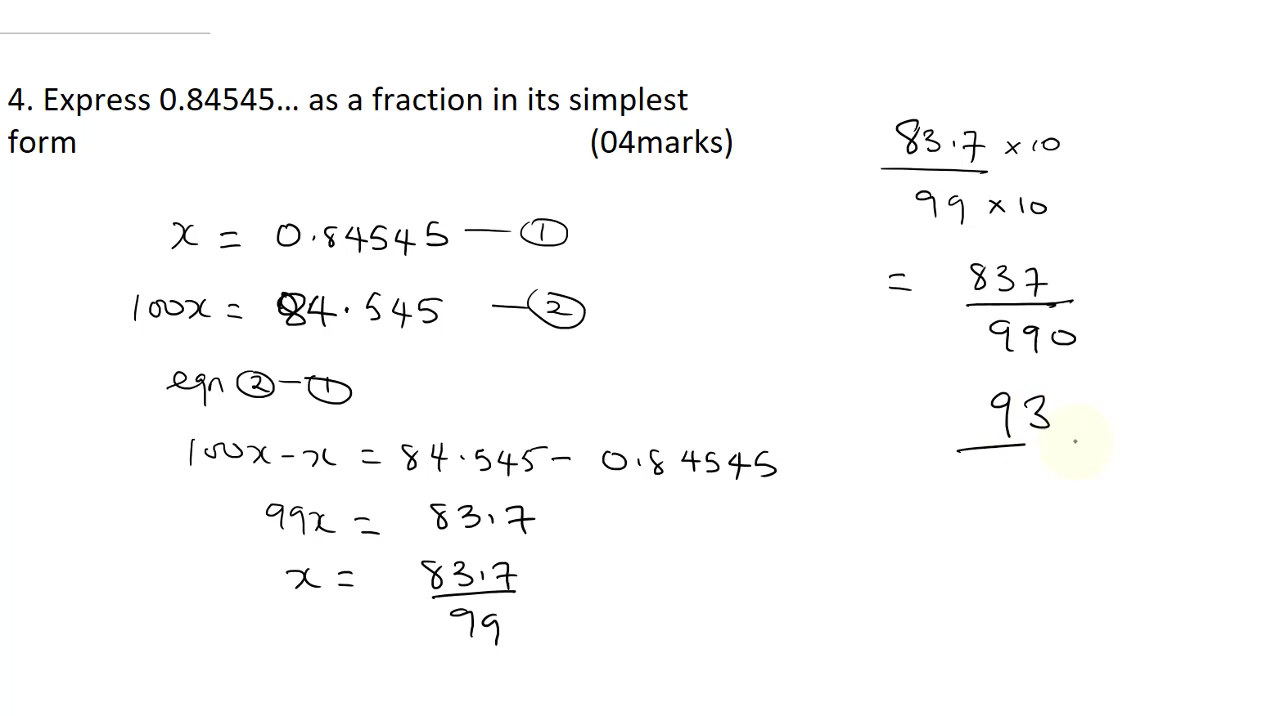 4. Express 0.84545... as a fraction in its simplest
form (04marks)
x = 0.84545 — ①
100x = 84.545 — ②
eqn ② - ①
100x - x = 84.545 - 0.84545
99x = 83.7
x = 83.7
99
83.7 × 10
99 × 10
= 837
990
93